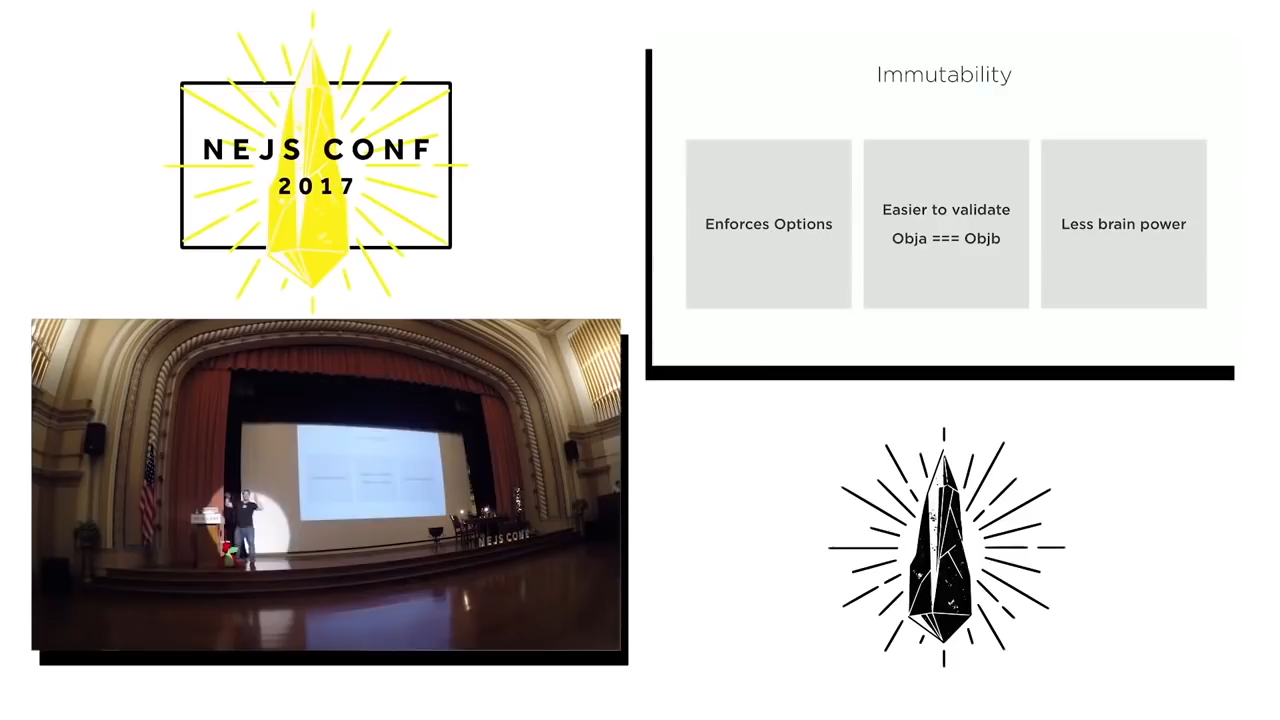 NEJS CONF
2017
Immutability
Enforces Options
Easier to validate
Obja === Objb
Less brain power
NEJS CONF